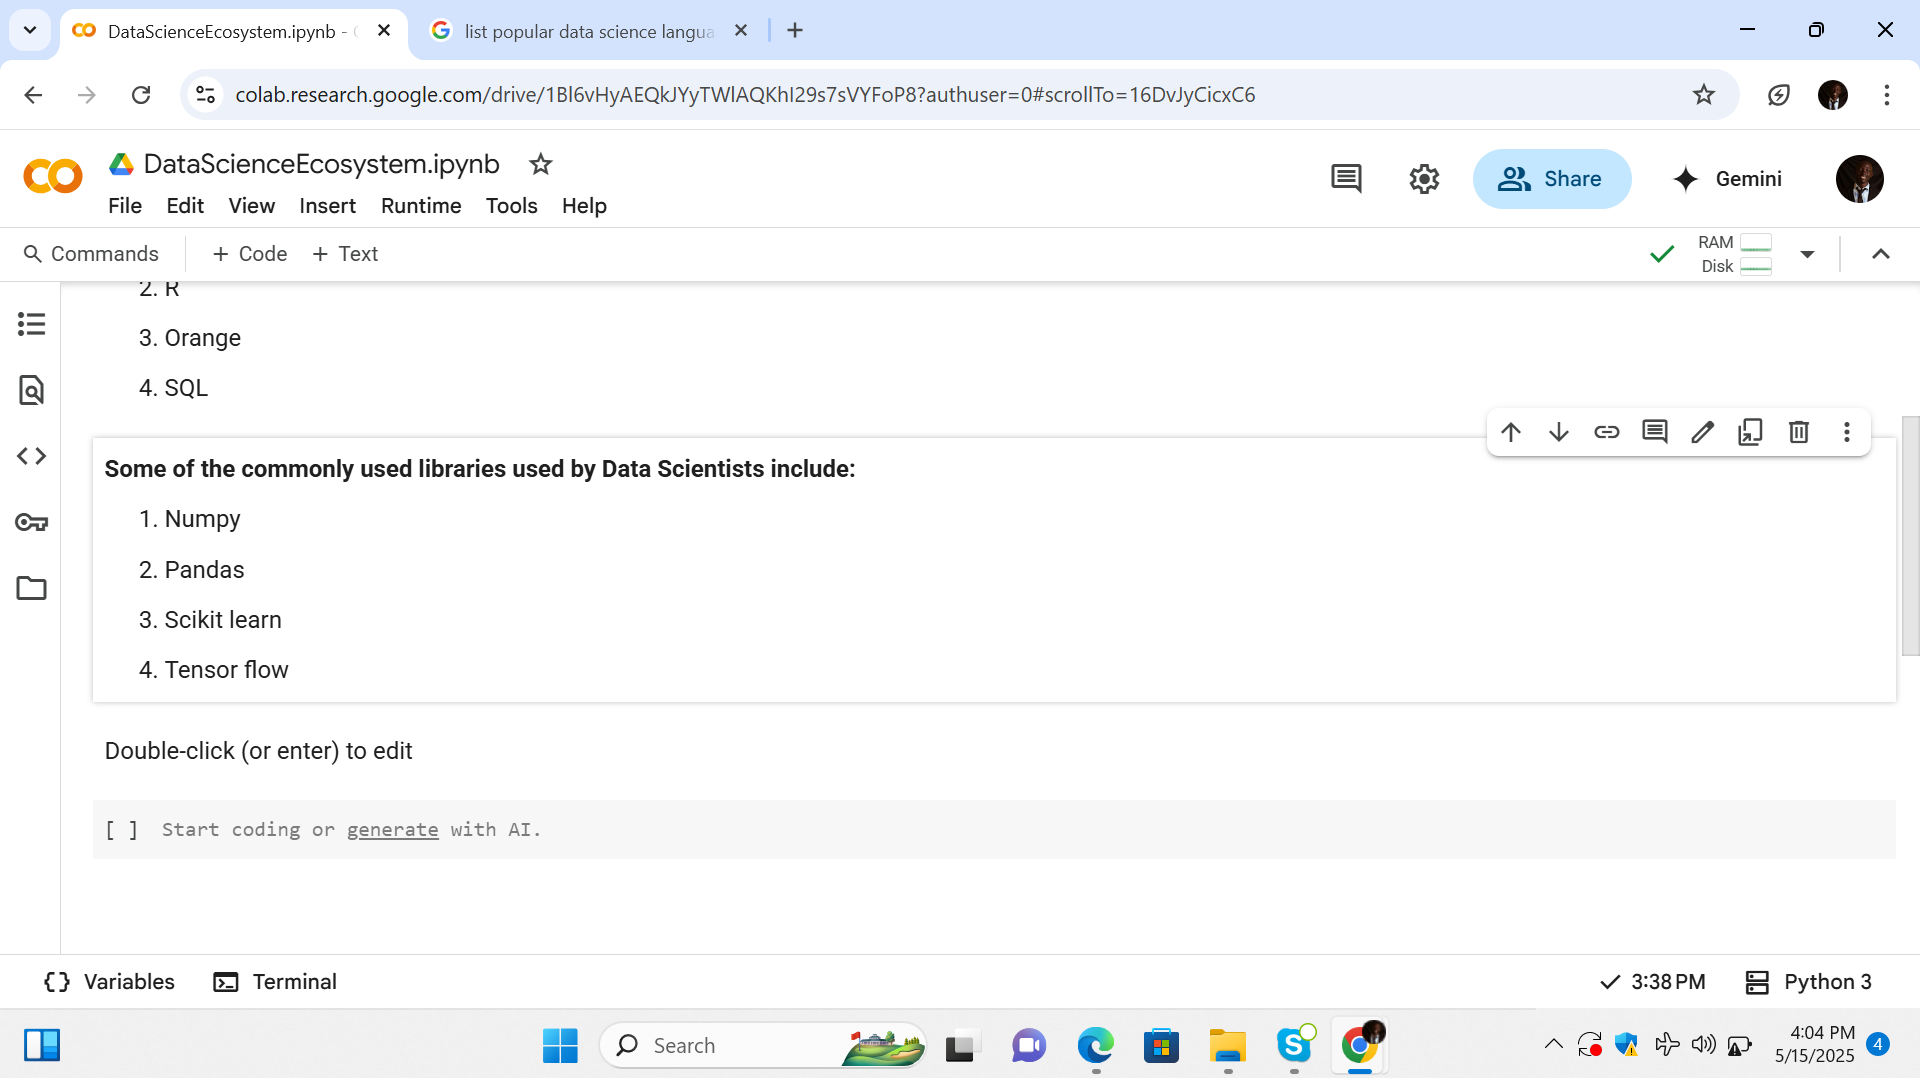 DataScienceEcosystem.ipynb -
list popular data science langua
colab.research.google.com/drive/1Bl6vHyAEQkJYyTWlAQKhI29s7sVYFoP8?authuser=0#scrollTo=16DvJyCicxC6
DataScienceEcosystem.ipynb
File Edit View Insert Runtime Tools Help
Share
Gemini
Commands + Code + Text
RAM
Disk
2. R
3. Orange
4. SQL
Some of the commonly used libraries used by Data Scientists include:
1. Numpy
2. Pandas
3. Scikit learn
4. Tensor flow
Double-click (or enter) to edit
[ ] Start coding or generate with AI.
Variables Terminal
3:38 PM Python 3
Search
4:04 PM
5/15/2025
4